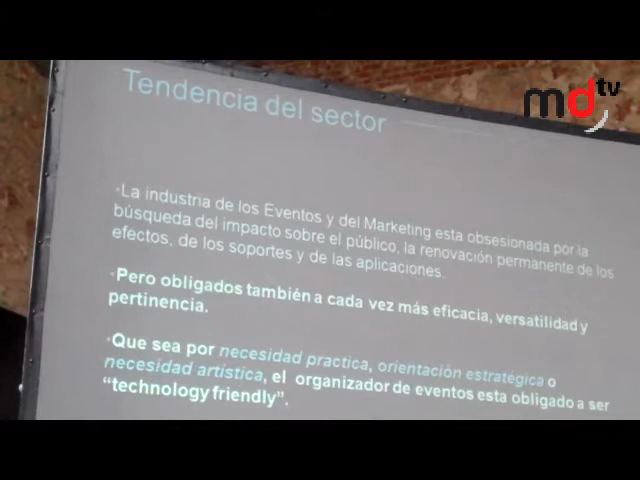 mdtv
Tendencia del sector
•La industria de los Eventos y del Marketing esta obsesionada por la
búsqueda del impacto sobre el público, la renovación permanente de los
efectos, de los soportes y de las aplicaciones.
•Pero obligados también a cada vez más eficacia, versatilidad y
pertinencia.
•Que sea por necesidad practica, orientación estratégica o
necesidad artística, el organizador de eventos esta obligado a ser
“technology friendly”.